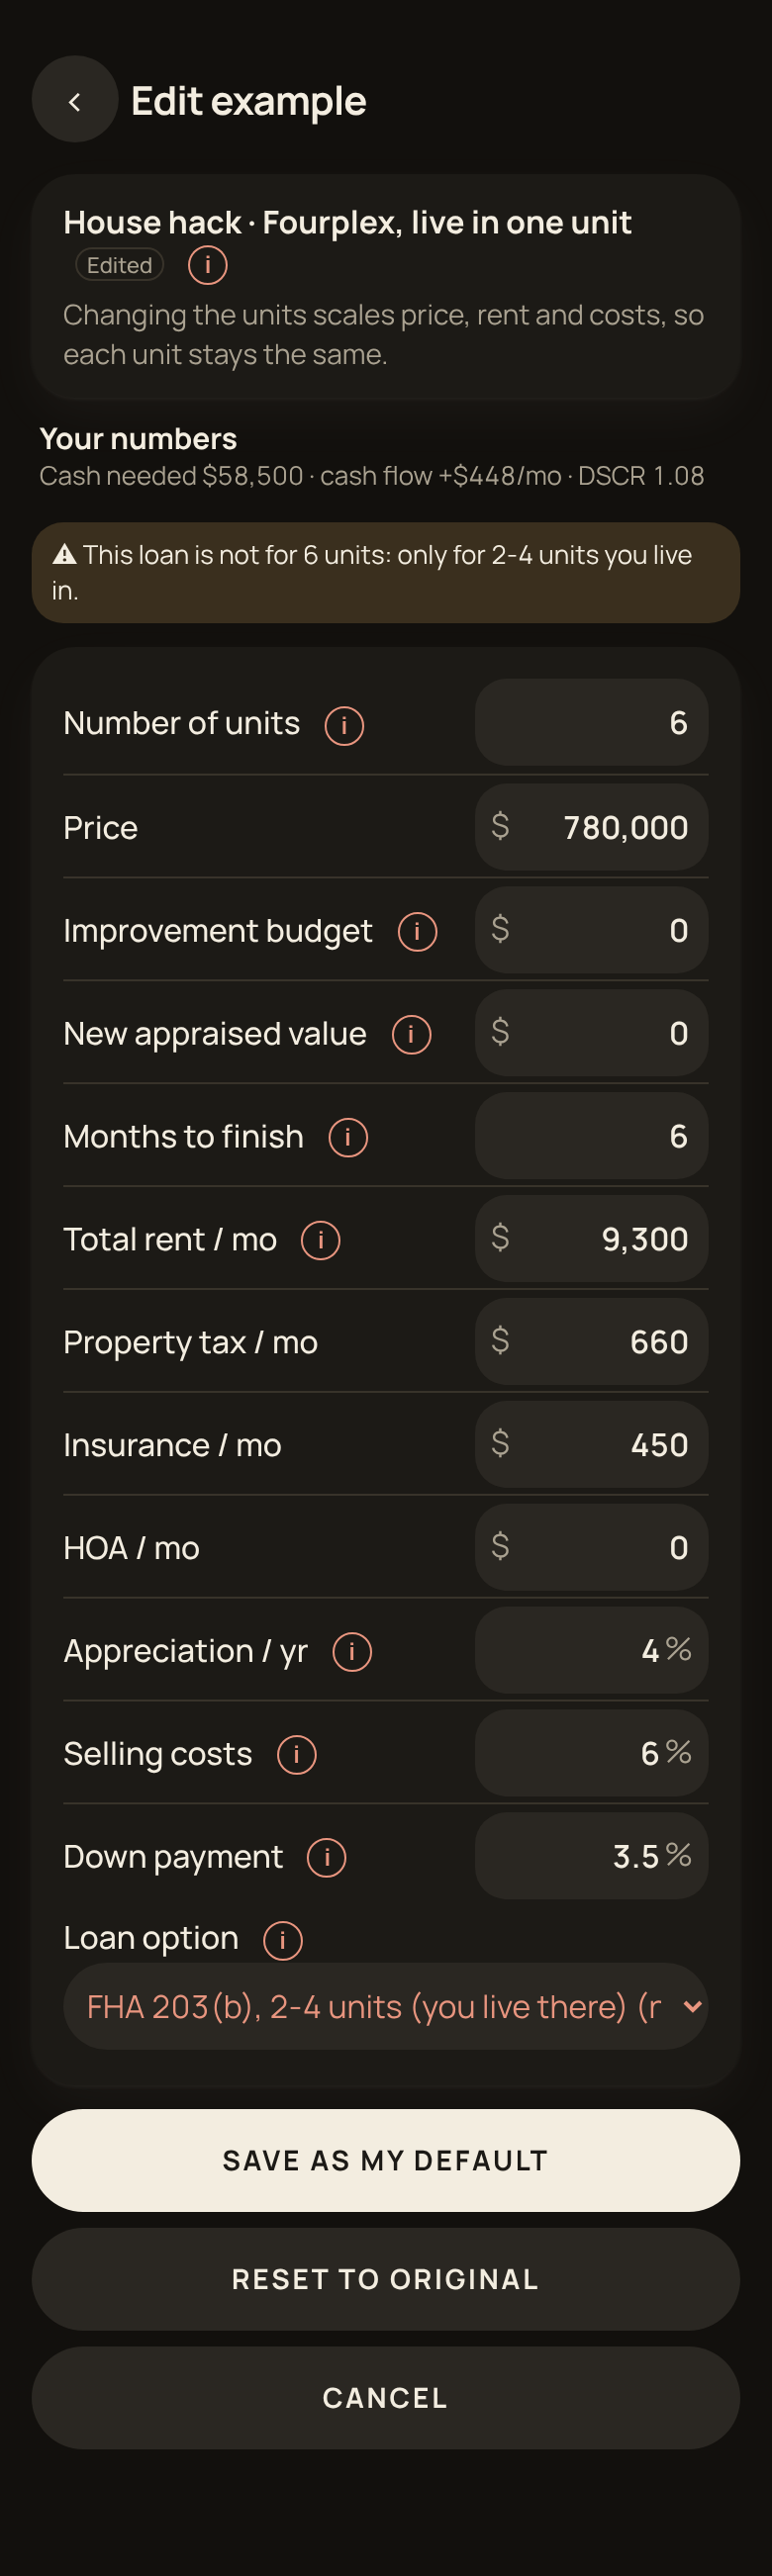 Edit example
House hack · Fourplex, live in one unit
Edited i
Changing the units scales price, rent and costs, so
each unit stays the same.
Your numbers
Cash needed $58,500 · cash flow +$448/mo · DSCR 1.08
⚠ This loan is not for 6 units: only for 2-4 units you live
in.
Number of units i 6
Price $ 780,000
Improvement budget i $ 0
New appraised value i $ 0
Months to finish i 6
Total rent / mo i $ 9,300
Property tax / mo $ 660
Insurance / mo $ 450
HOA / mo $ 0
Appreciation / yr i 4 %
Selling costs i 6 %
Down payment i 3.5 %
Loan option i
FHA 203(b), 2-4 units (you live there) (r
SAVE AS MY DEFAULT
RESET TO ORIGINAL
CANCEL